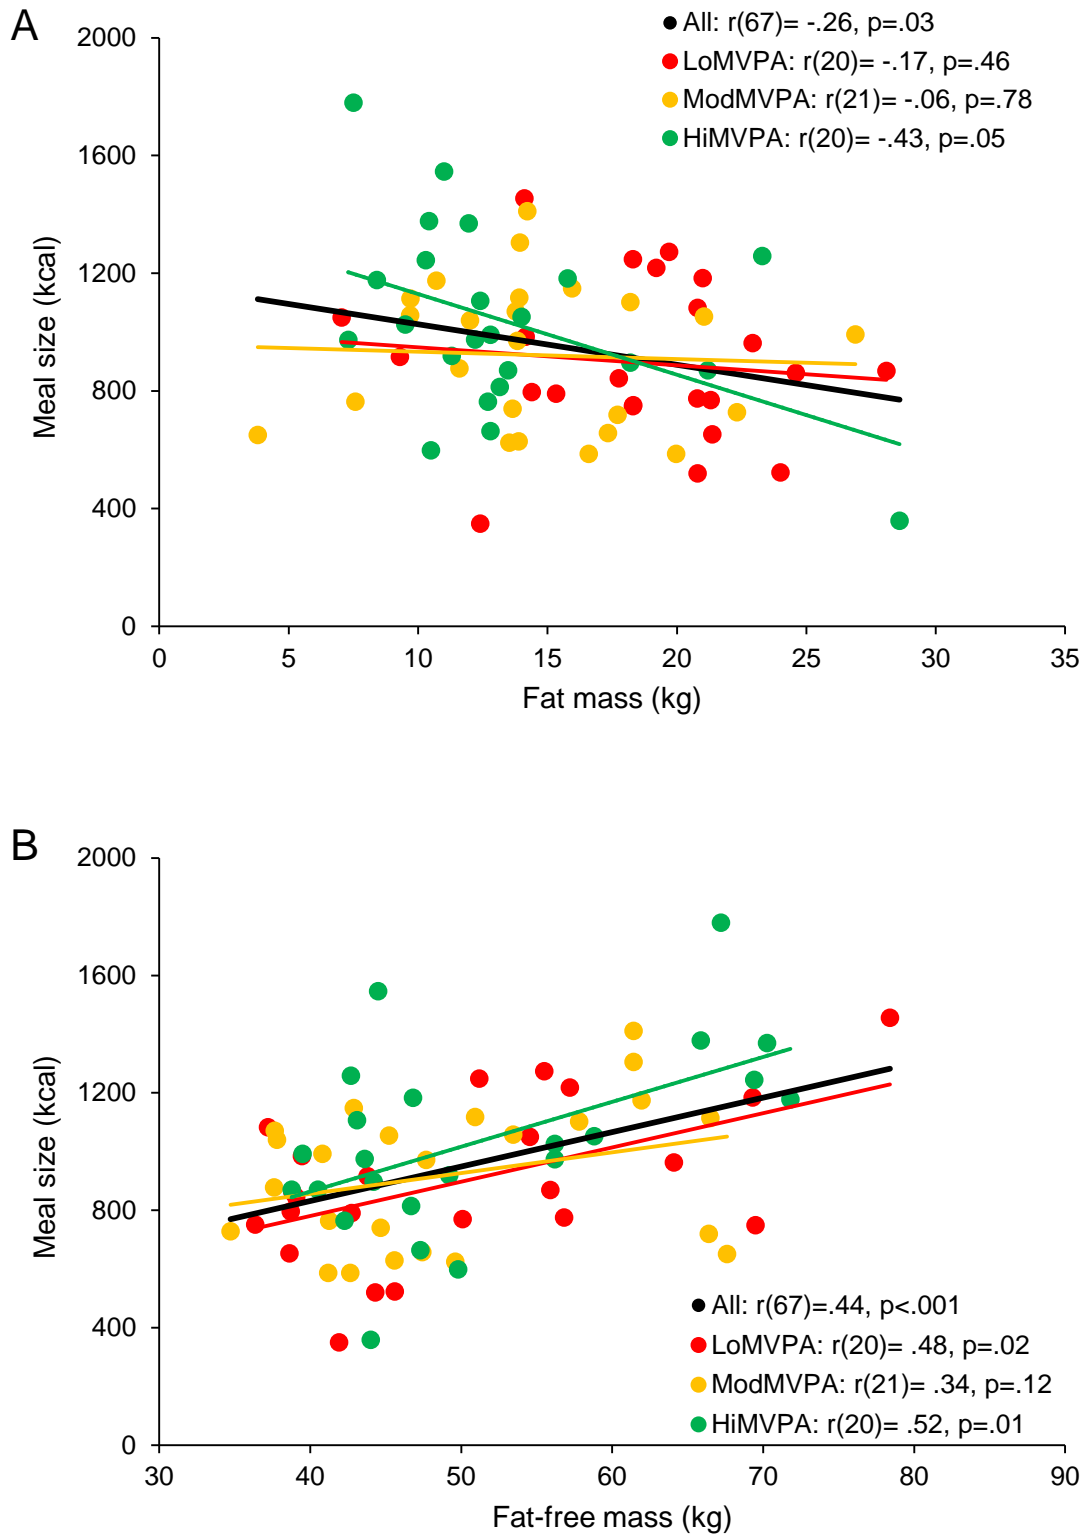 A
All: r(67)= -.26, p=.03
LoMVPA: r(20)= -.17, p=.46
ModMVPA: r(21)= -.06, p=.78
HiMVPA: r(20)= -.43, p=.05
2000
1600
1200
800
400
0
Meal size (kcal)
0 5 10 15 20 25 30 35
Fat mass (kg)
B
2000
1600
1200
800
400
0
Meal size (kcal)
All: r(67)=.44, p<.001
LoMVPA: r(20)= .48, p=.02
ModMVPA: r(21)= .34, p=.12
HiMVPA: r(20)= .52, p=.01
30 40 50 60 70 80 90
Fat-free mass (kg)